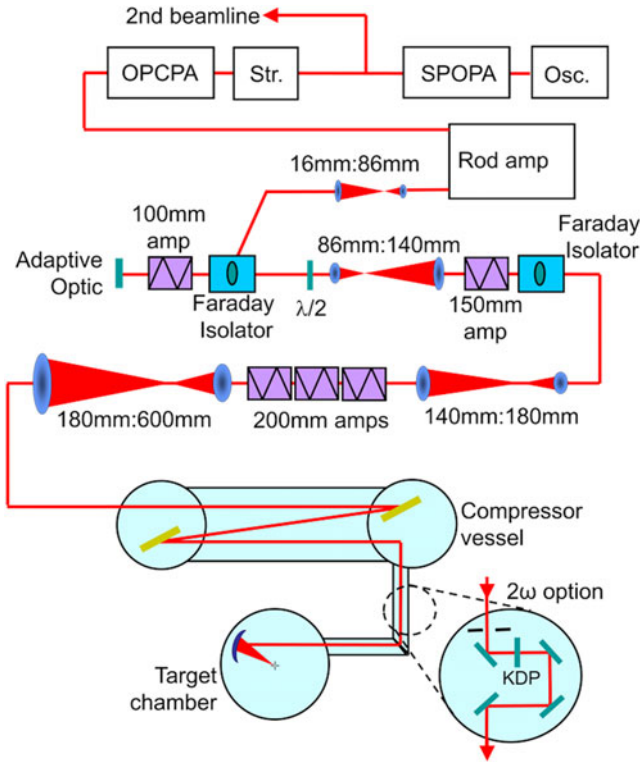 2nd beamline
OPCPA
Str.
SPOPA
Osc.
Rod amp
16mm:86mm
100mm
amp
Adaptive
Optic
Faraday
Isolator
λ/2
86mm:140mm
150mm
amp
Faraday
Isolator
180mm:600mm
200mm amps
140mm:180mm
Compressor
vessel
2ω option
KDP
Target
chamber